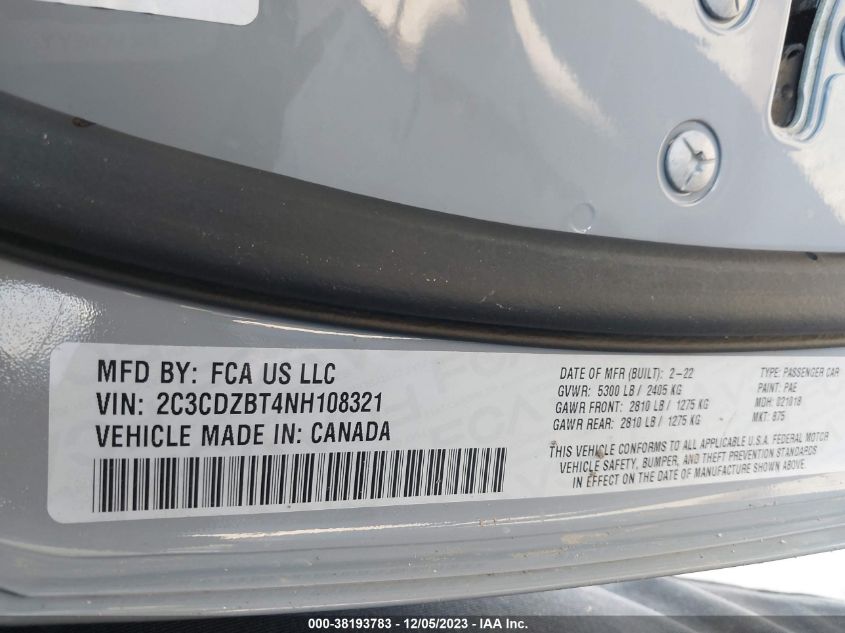 MFD BY: FCA US LLC
VIN: 2C3CDZBT4NH108321
VEHICLE MADE IN: CANADA
DATE OF MFR (BUILT): 2-22
GVWR: 5300 LB / 2405 KG
GAWR FRONT: 2810 LB / 1275 KG
GAWR REAR: 2810 LB / 1275 KG
TYPE: PASSENGER CAR
PAINT: PAE
MDH: 021018
MKT: B75
THIS VEHICLE CONFORMS TO ALL APPLICABLE U.S.A. FEDERAL MOTOR
VEHICLE SAFETY, BUMPER, AND THEFT PREVENTION STANDARDS
IN EFFECT ON THE DATE OF MANUFACTURE SHOWN ABOVE.
000-38193783 - 12/05/2023 - IAA Inc.